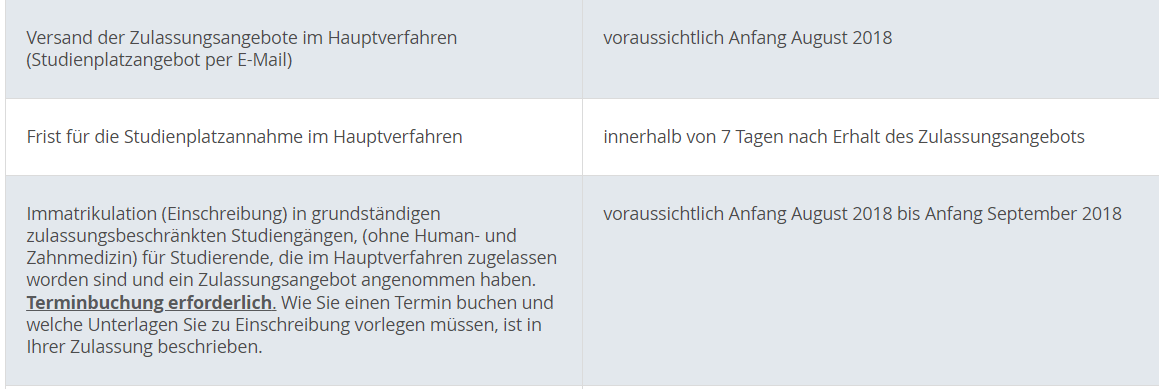 Versand der Zulassungsangebote im Hauptverfahren
(Studienplatzangebot per E-Mail)
voraussichtlich Anfang August 2018
Frist für die Studienplatzannahme im Hauptverfahren
innerhalb von 7 Tagen nach Erhalt des Zulassungsangebots
Immatrikulation (Einschreibung) in grundständigen
zulassungsbeschränkten Studiengängen, (ohne Human- und
Zahnmedizin) für Studierende, die im Hauptverfahren zugelassen
worden sind und ein Zulassungsangebot angenommen haben.
Terminbuchung erforderlich. Wie Sie einen Termin buchen und
welche Unterlagen Sie zu Einschreibung vorlegen müssen, ist in
Ihrer Zulassung beschrieben.
voraussichtlich Anfang August 2018 bis Anfang September 2018